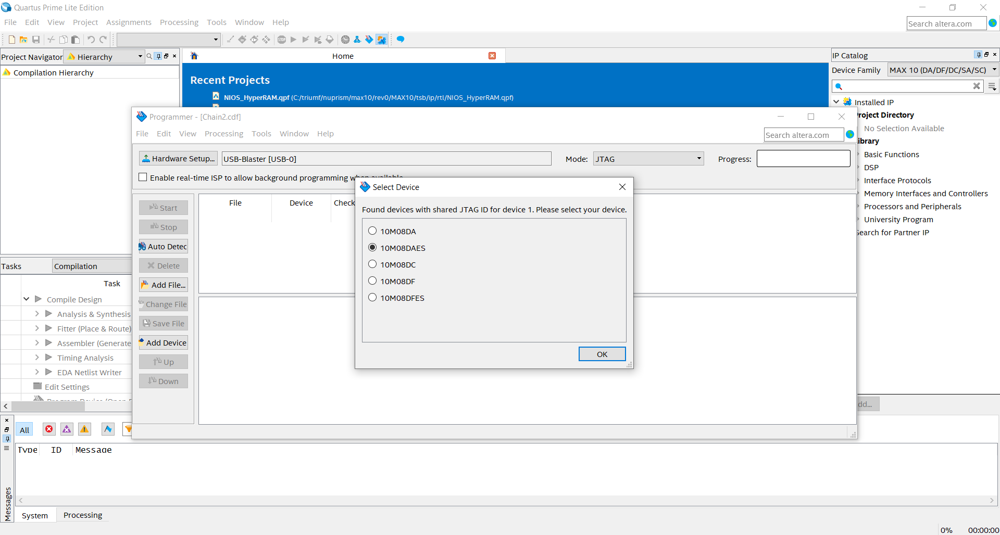 Quartus Prime Lite Edition
File Edit View Project Assignments Processing Tools Window Help
Search altera.com
Project Navigator Hierarchy
Compilation Hierarchy
Home
Recent Projects
NIOS_HyperRAM.qpf (C:/triumf/nuprism/max10/rev0/MAX10/tsb/ip/rtl/NIOS_HyperRAM.qpf)
IP Catalog
Device Family MAX 10 (DA/DF/DC/SA/SC)
Installed IP
Project Directory
No Selection Available
Library
Basic Functions
DSP
Interface Protocols
Memory Interfaces and Controllers
Processors and Peripherals
University Program
Search for Partner IP
dd...
Programmer - [Chain2.cdf]
File Edit View Processing Tools Window Help
Search altera.com
Hardware Setup... USB-Blaster [USB-0] Mode: JTAG Progress:
Enable real-time ISP to allow background programming when available
Start
Stop
Auto Detec
Delete
Add File...
Change File
Save File
Add Device
Up
Down
File Device Check
Select Device
Found devices with shared JTAG ID for device 1. Please select your device.
10M08DA
10M08DAES
10M08DC
10M08DF
10M08DFES
OK
Tasks Compilation
Task
Compile Design
Analysis & Synthesis
Fitter (Place & Route)
Assembler (Generate
Timing Analysis
EDA Netlist Writer
Edit Settings
Program Device (Open
All
Type ID Message
Messages
System Processing
0% 00:00:00